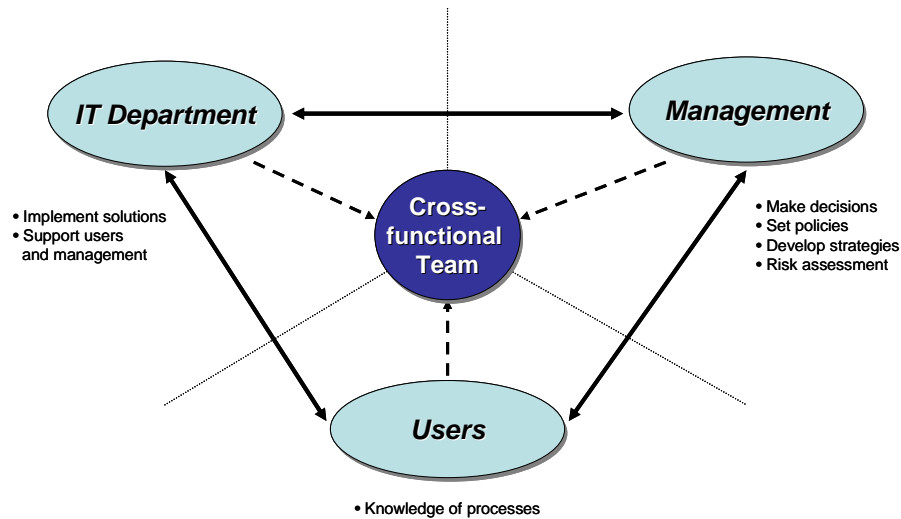 IT Department
Management
Cross-
functional
Team
• Implement solutions
• Support users
and management
• Make decisions
• Set policies
• Develop strategies
• Risk assessment
Users
• Knowledge of processes